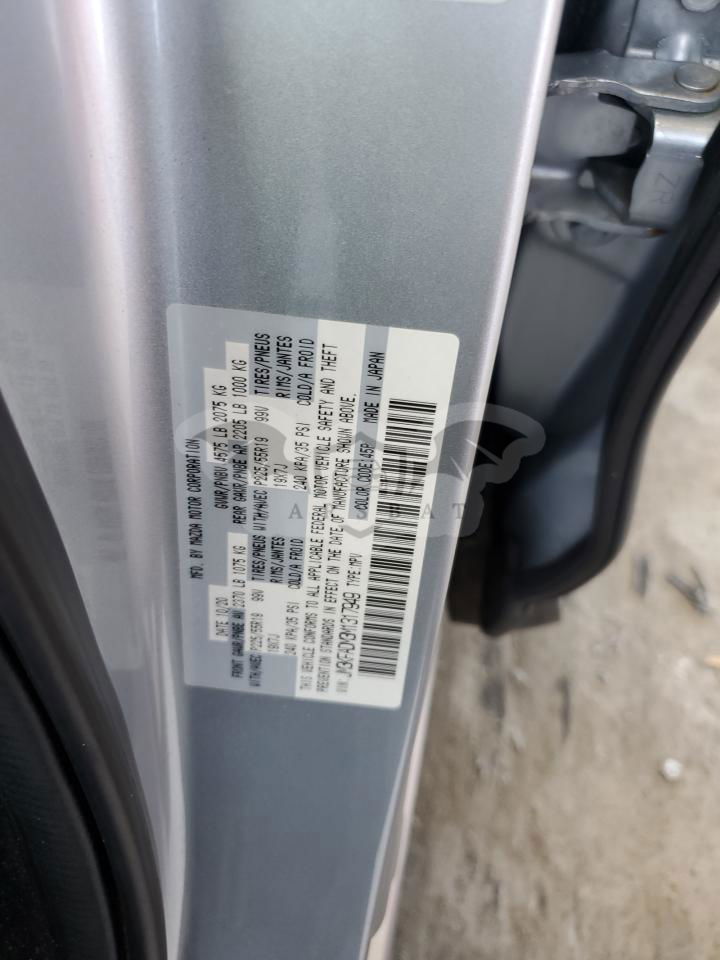 MFD. BY MAZDA MOTOR CORPORATION
DATE 10/20 GVWR/PNBV 4575 LB 2075 KG
FRONT GAWR/PNBE AV 2370 LB 1075 KG REAR GAWR/PNBE AR 2205 LB 1000 KG
WITH/AVEC P225/55R19 99V TIRES/PNEUS WITH/AVEC P225/55R19 99V TIRES/PNEUS
19X7J RIMS/JANTES 19X7J RIMS/JANTES
240 KPA/35 PSI COLD/A FROID 240 KPA/35 PSI COLD/A FROID
THIS VEHICLE CONFORMS TO ALL APPLICABLE FEDERAL MOTOR VEHICLE SAFETY AND THEFT
PREVENTION STANDARDS IN EFFECT ON THE DATE OF MANUFACTURE SHOWN ABOVE.
VIN: JM3KFADM3M1317949 TYPE:MPV COLOR CODE:45P MADE IN JAPAN
ZR